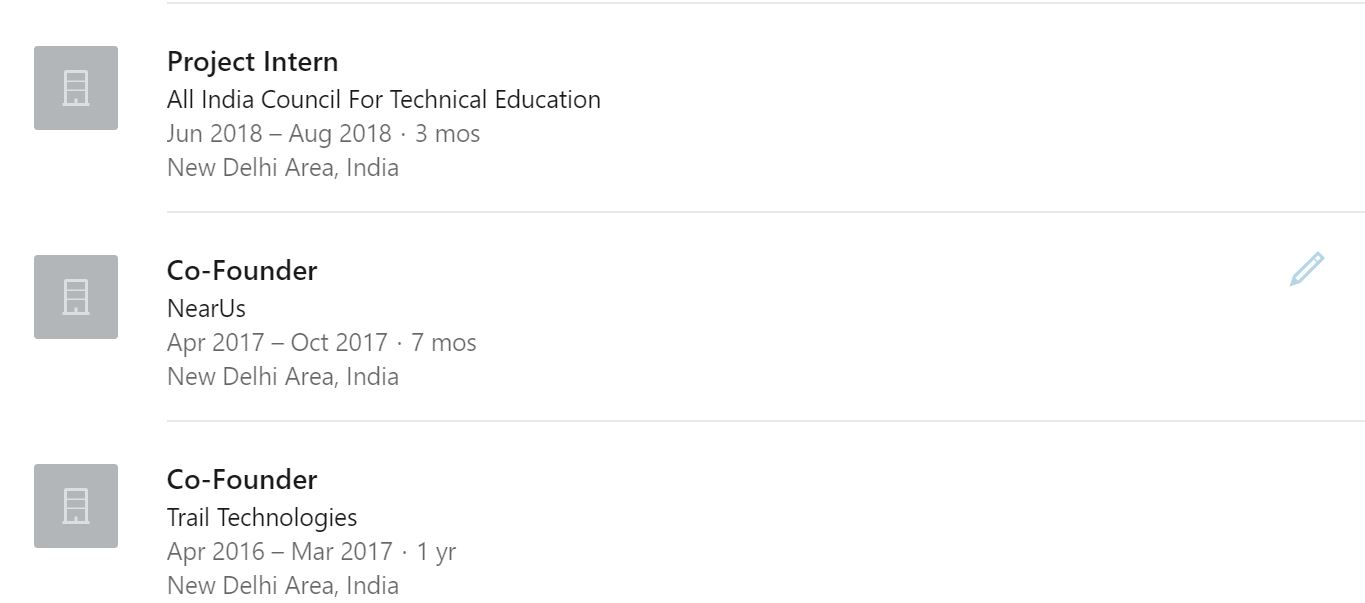 Project Intern
All India Council For Technical Education
Jun 2018 – Aug 2018 · 3 mos
New Delhi Area, India
Co-Founder
NearUs
Apr 2017 – Oct 2017 · 7 mos
New Delhi Area, India
Co-Founder
Trail Technologies
Apr 2016 – Mar 2017 · 1 yr
New Delhi Area, India